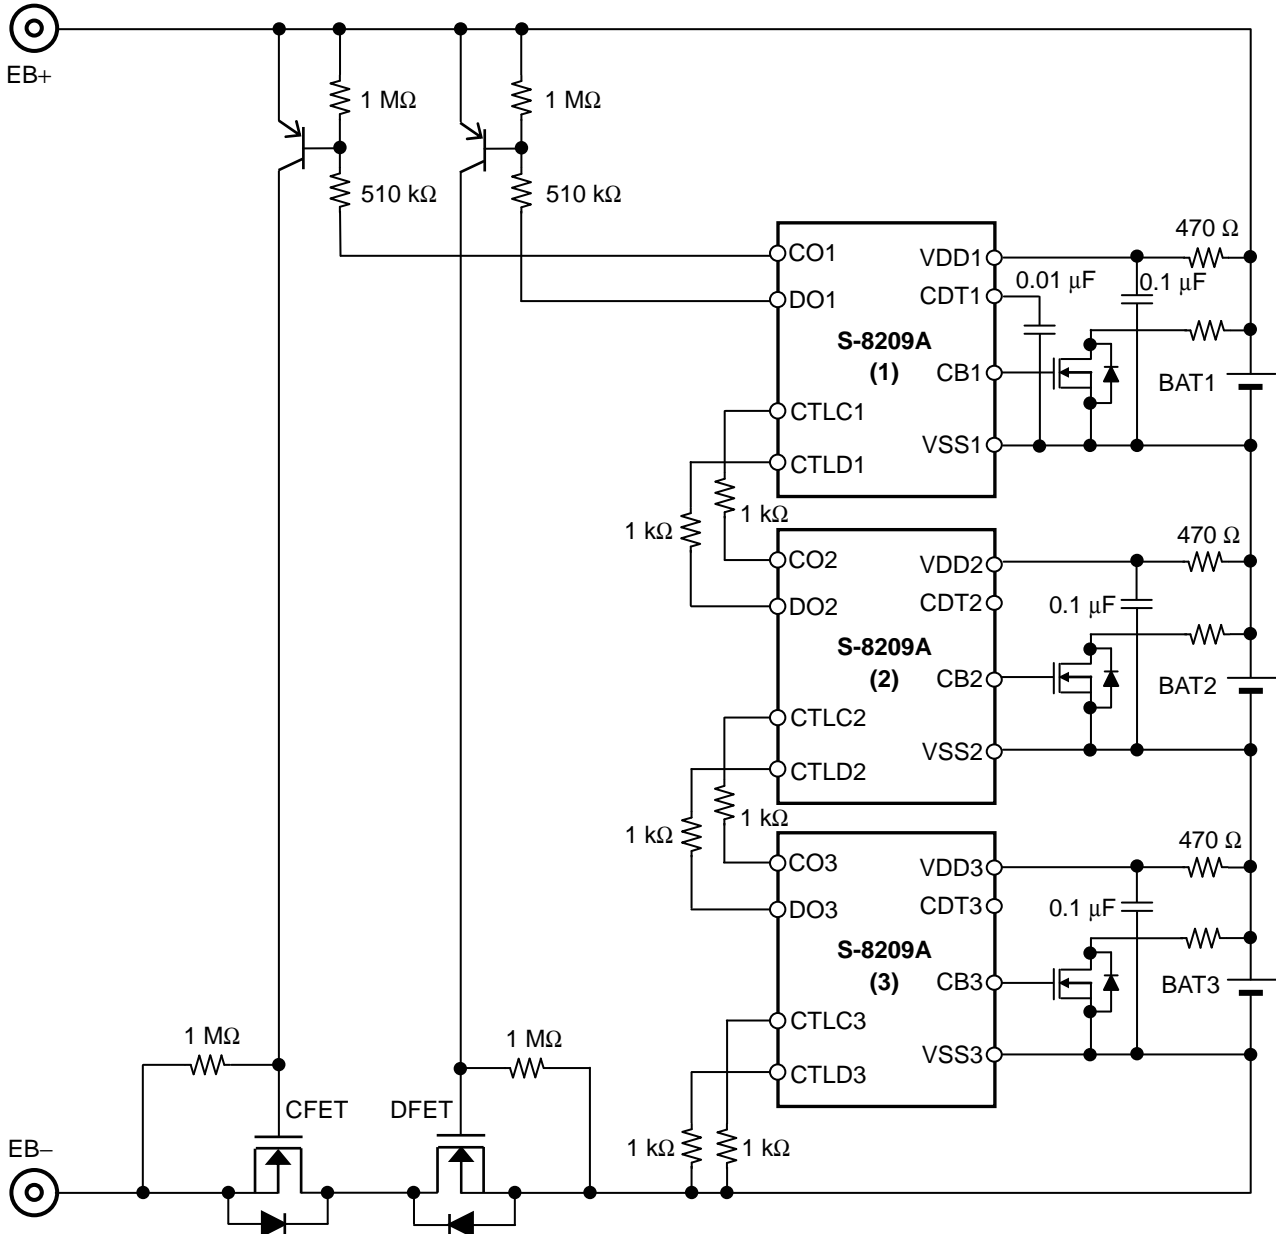 EB+
1 MΩ
1 MΩ
510 kΩ
510 kΩ
470 Ω
CO1
VDD1
0.01 µF
0.1 µF
DO1
CDT1
S-8209A
(1)
CB1
BAT1
CTLC1
VSS1
CTLD1
1 kΩ
1 kΩ
470 Ω
CO2
VDD2
DO2
CDT2
0.1 µF
S-8209A
(2)
CB2
BAT2
CTLC2
VSS2
CTLD2
1 kΩ
1 kΩ
470 Ω
CO3
VDD3
DO3
CDT3
0.1 µF
S-8209A
(3)
CB3
BAT3
CTLC3
VSS3
CTLD3
1 MΩ
1 MΩ
CFET
DFET
1 kΩ
1 kΩ
EB−